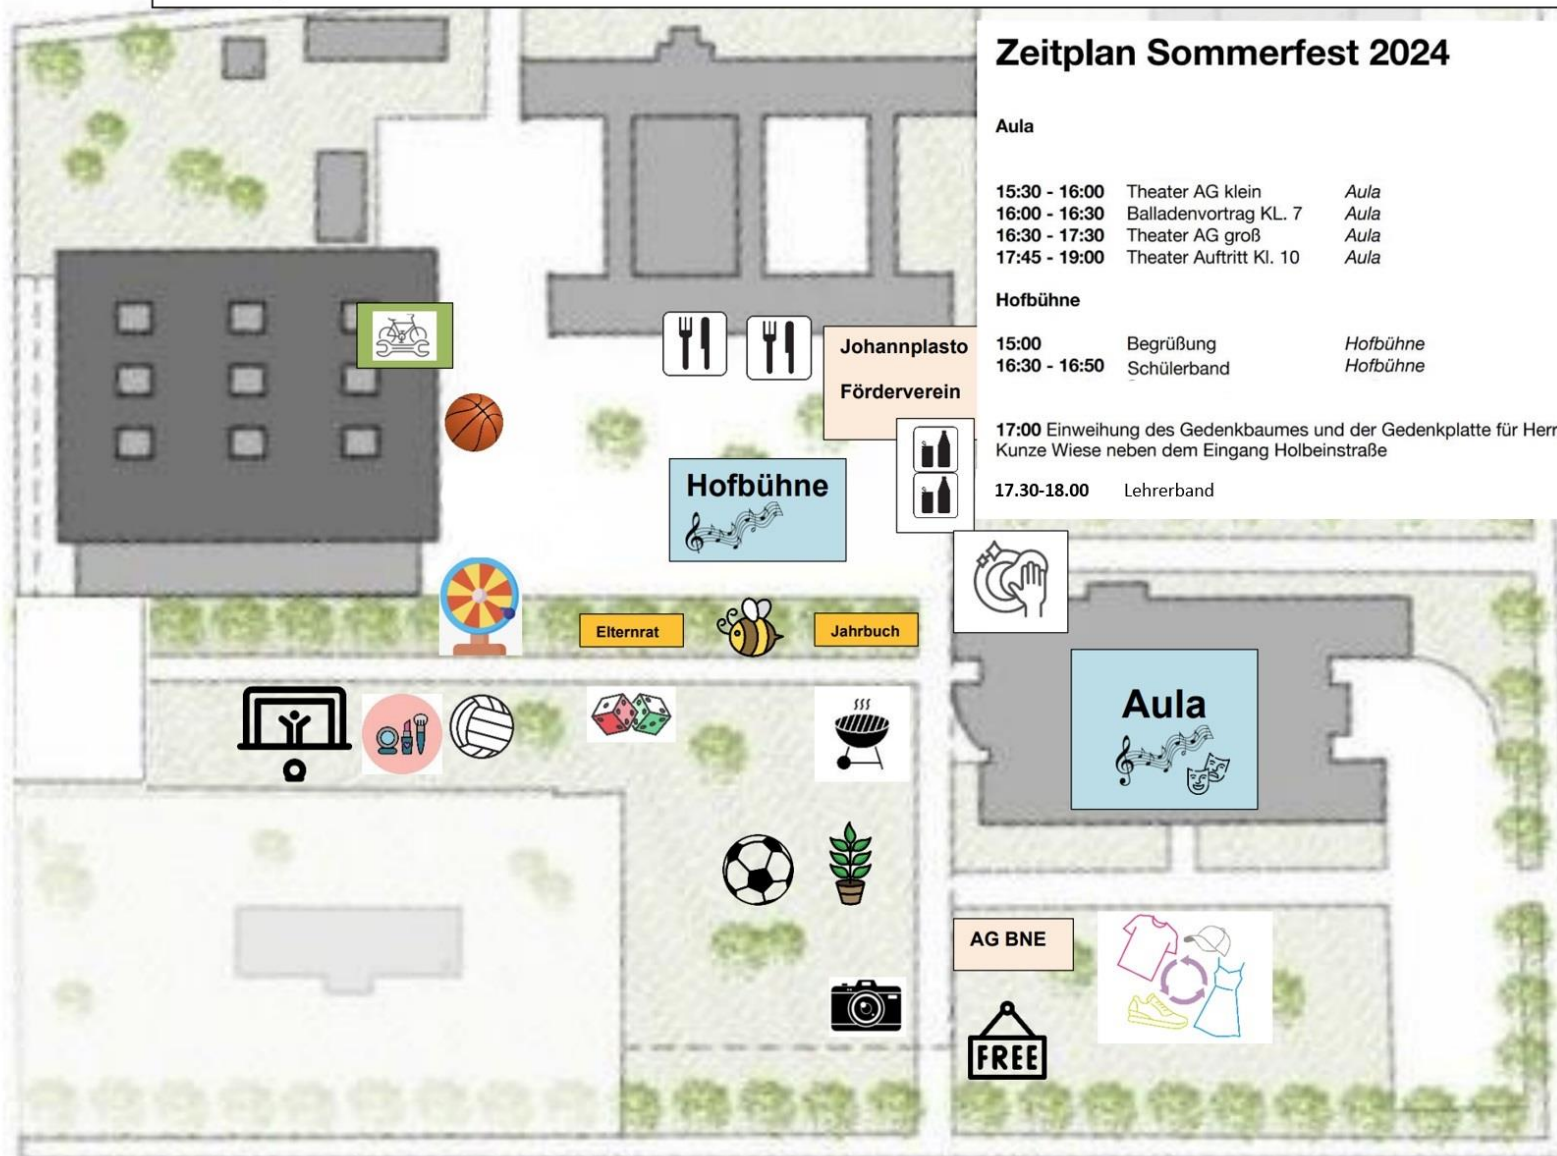 Zeitplan Sommerfest 2024
Aula
15:30 - 16:00 Theater AG klein Aula
16:00 - 16:30 Balladenvortrag KL. 7 Aula
16:30 - 17:30 Theater AG groß Aula
17:45 - 19:00 Theater Auftritt Kl. 10 Aula
Hofbühne
15:00 Begrüßung Hofbühne
16:30 - 16:50 Schülerband Hofbühne
17:00 Einweihung des Gedenkbaumes und der Gedenkplatte für Herr
Kunze Wiese neben dem Eingang Holbeinstraße
17.30-18.00 Lehrerband
Johannplasto
Förderverein
Hofbühne
Elternrat
Jahrbuch
Aula
AG BNE
FREE